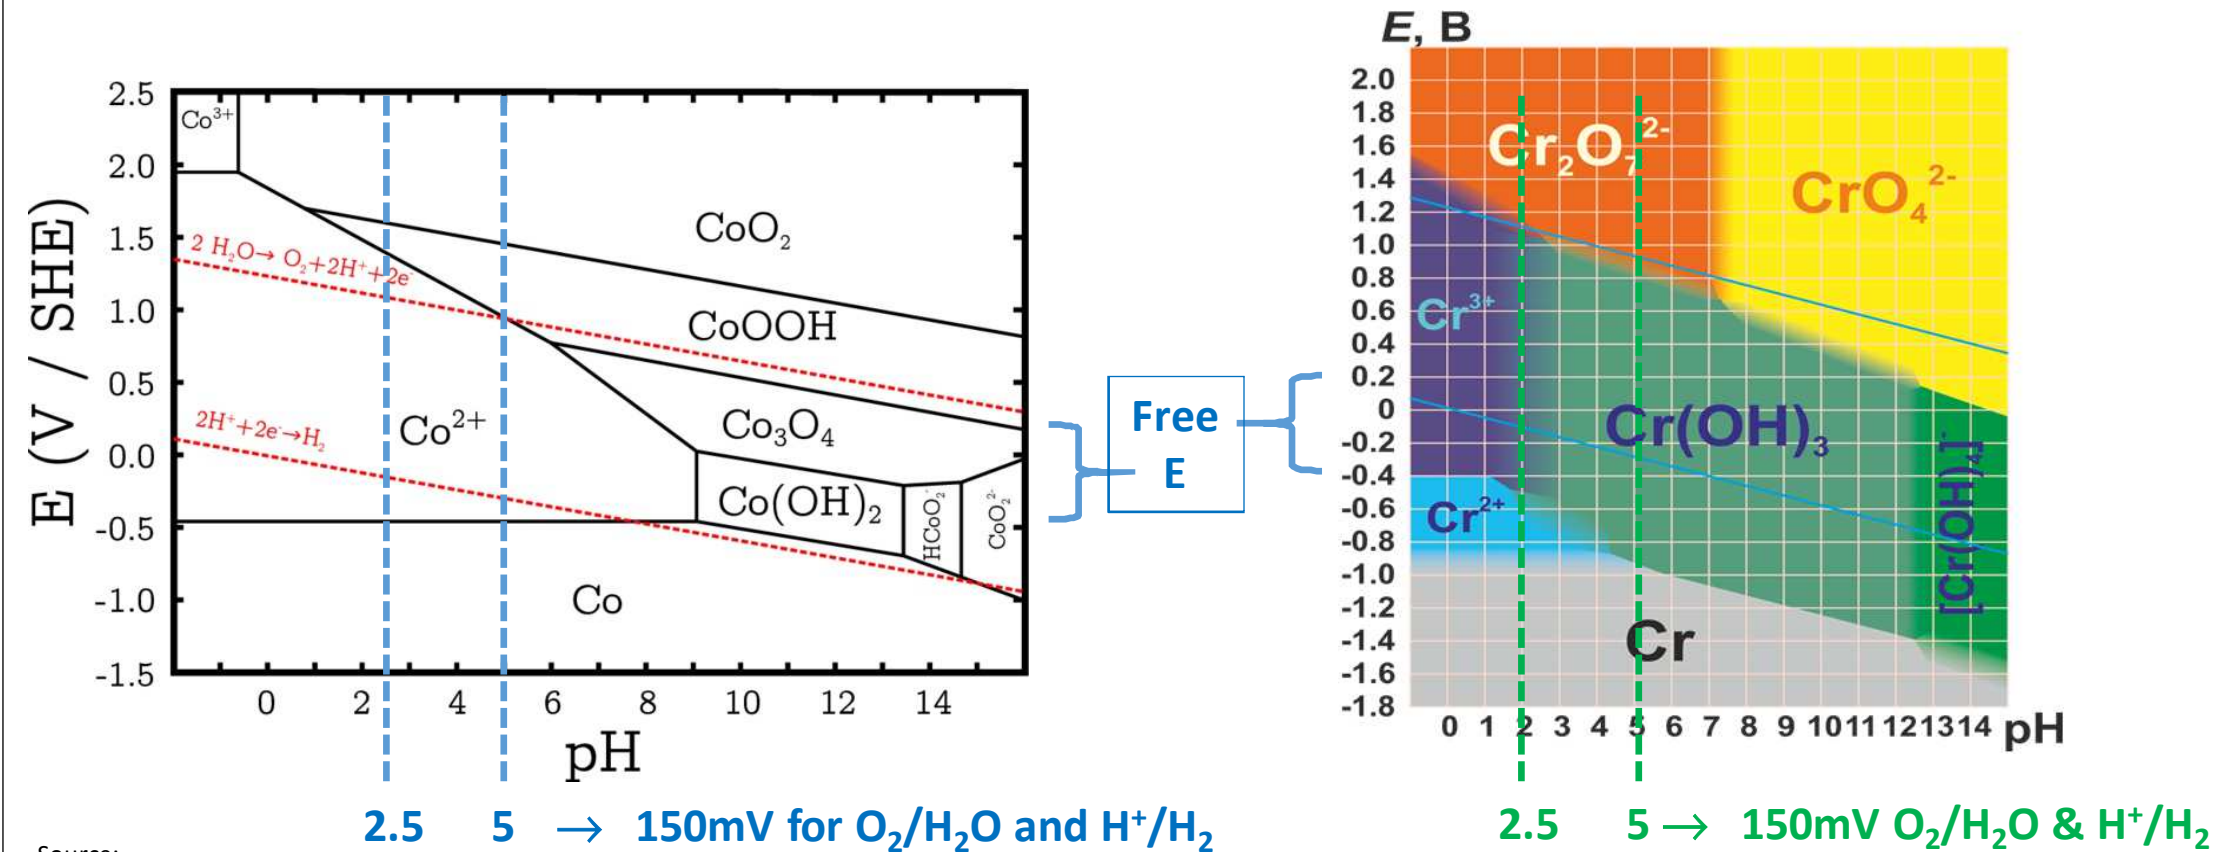 E (V / SHE)
2.5
2.0
1.5
1.0
0.5
0.0
-0.5
-1.0
-1.5
Co³⁺
2 H₂O→ O₂+2H⁺+2e⁻
2H⁺+2e⁻→H₂
CoO₂
CoOOH
Co²⁺
Co₃O₄
Co(OH)₂
HCoO₂⁻
CoO₂²⁻
Co
0 2 4 6 8 10 12 14
pH
2.5 5 → 150mV for O₂/H₂O and H⁺/H₂
Free
E
E, B
2.0
1.8
1.6
1.4
1.2
1.0
0.8
0.6
0.4
0.2
0
-0.2
-0.4
-0.6
-0.8
-1.0
-1.2
-1.4
-1.6
-1.8
Cr₂O₇²⁻
CrO₄²⁻
Cr³⁺
Cr(OH)₃
Cr²⁺
[Cr(OH)₄]⁻
Cr
0 1 2 3 4 5 6 7 8 9 10 11 12 13 14 pH
2.5 5 → 150mV O₂/H₂O & H⁺/H₂